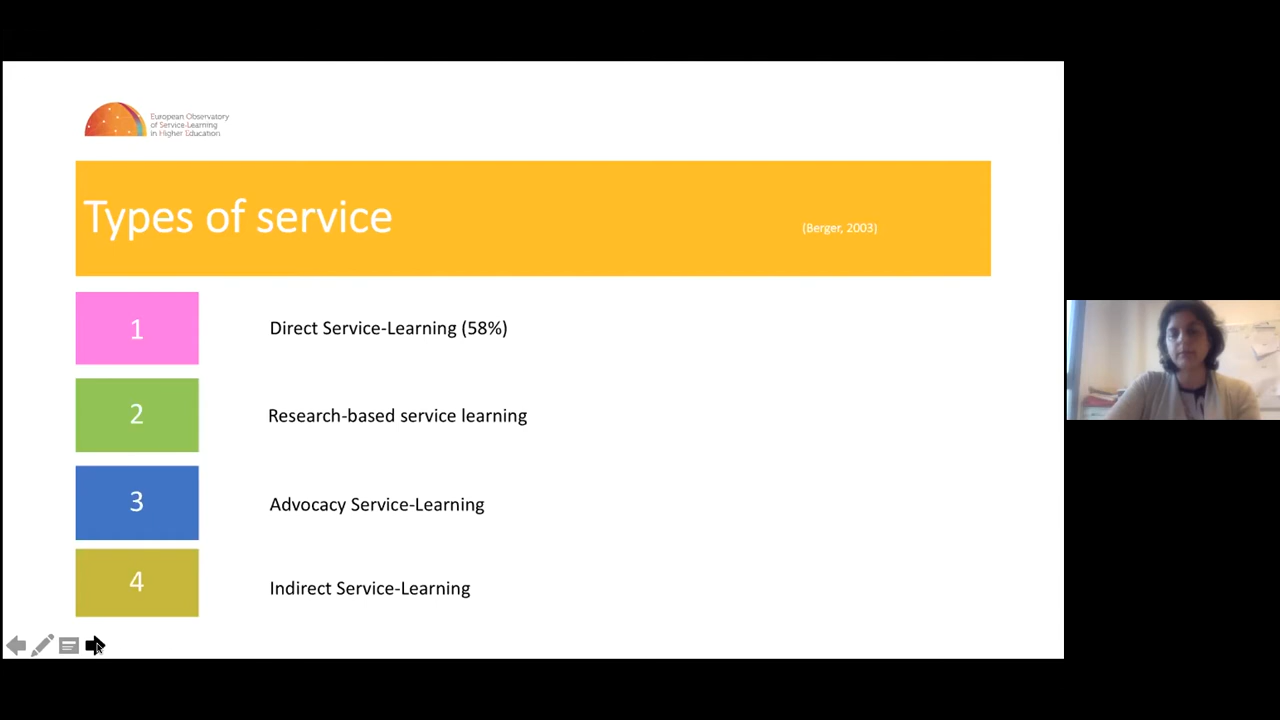 European Observatory
of Service-Learning
in Higher Education
Types of service
(Berger, 2003)
1
Direct Service-Learning (58%)
2
Research-based service learning
3
Advocacy Service-Learning
4
Indirect Service-Learning